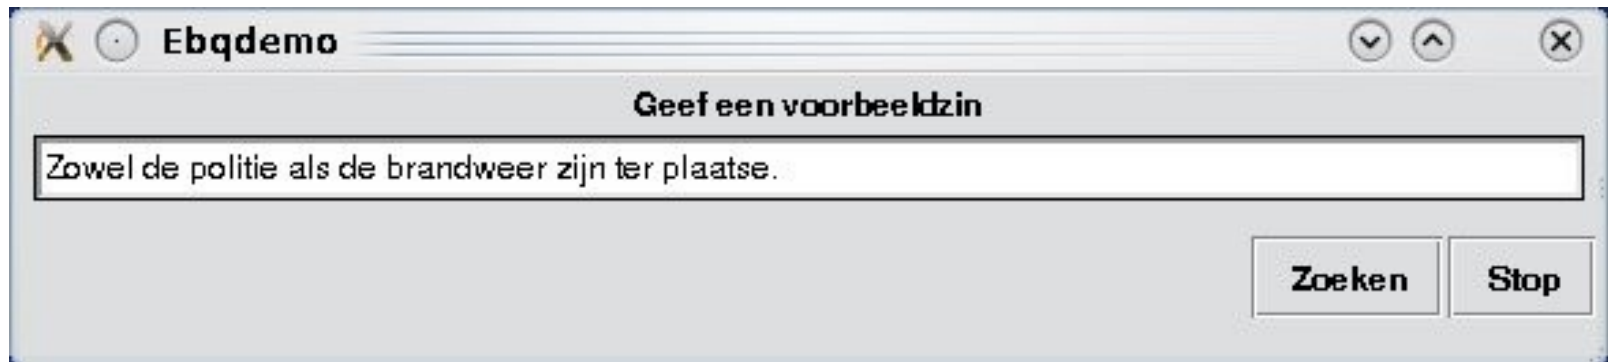 Ebqdemo
Geef een voorbeeldzin
Zowel de politie als de brandweer zijn ter plaatse.
Zoeken Stop